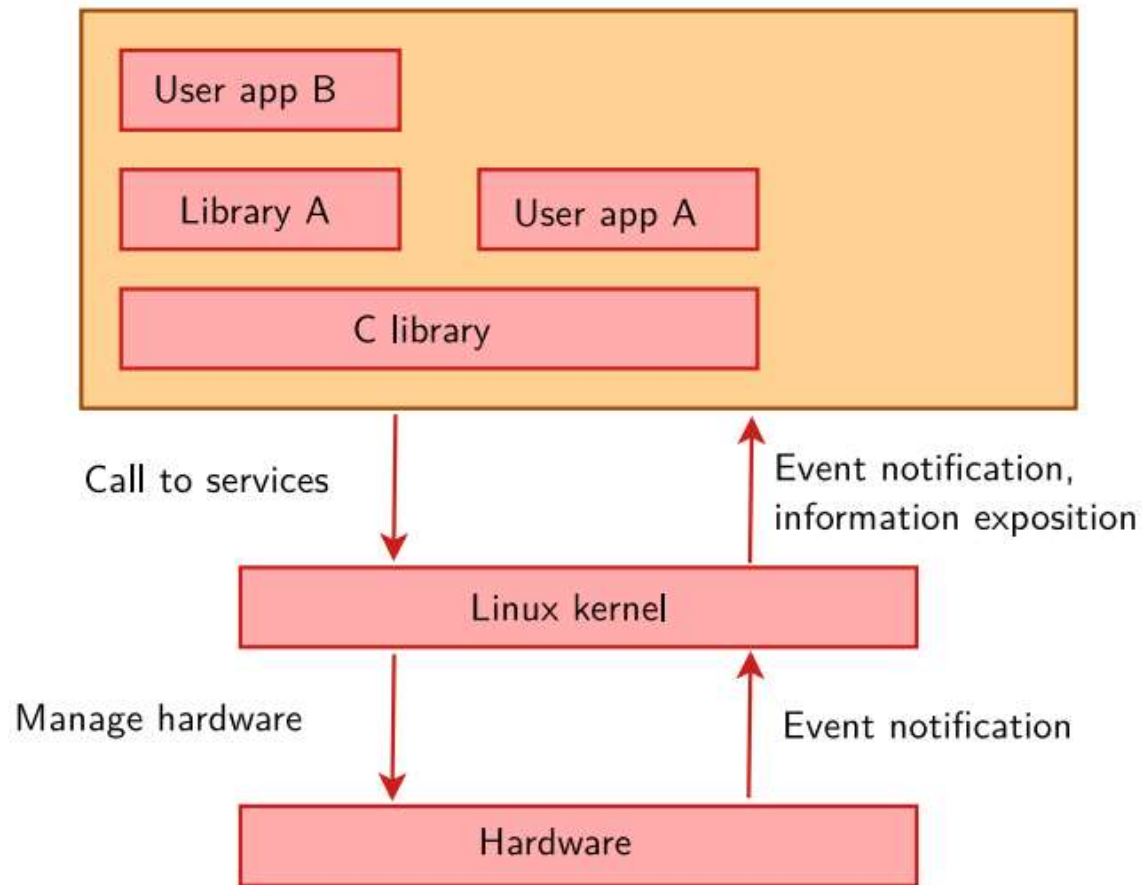 User app B
Library A
User app A
C library
Call to services
Event notification,
information exposition
Linux kernel
Manage hardware
Event notification
Hardware